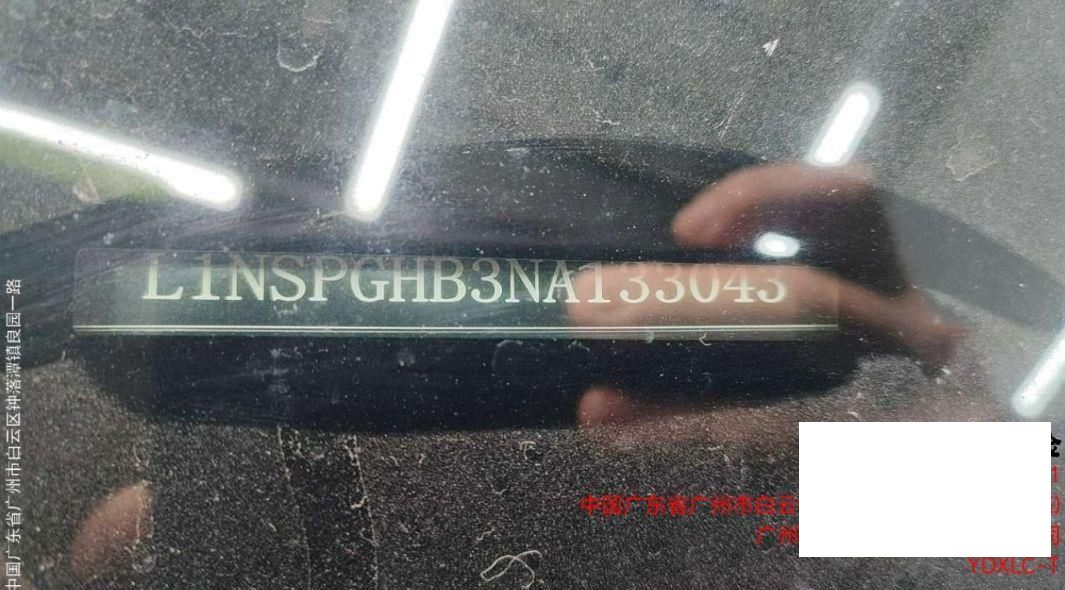 L1NSPGHB3NA133043
中国广东省广州市白云区钟落潭镇良园一路
1
中国广东省广州市白云
广州
YDXLC-T